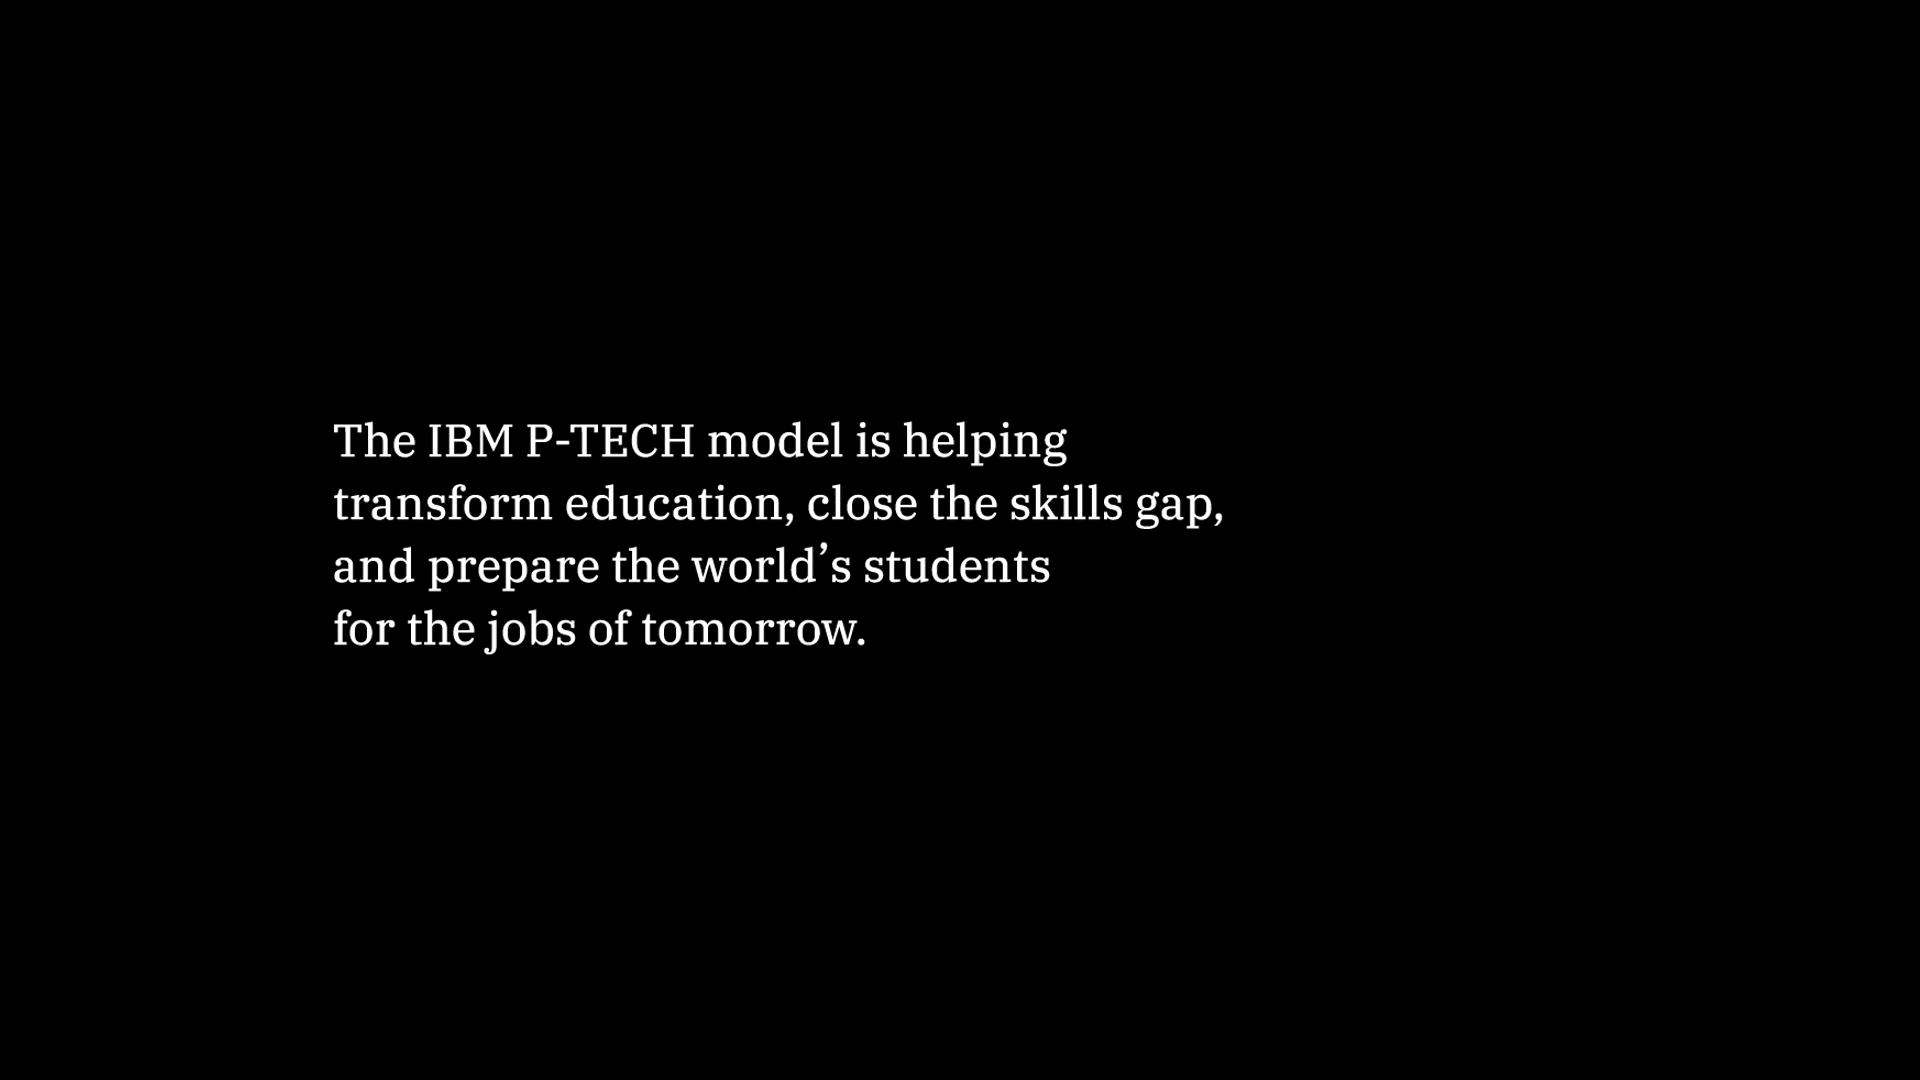 The IBM P-TECH model is helping
transform education, close the skills gap,
and prepare the world’s students
for the jobs of tomorrow.